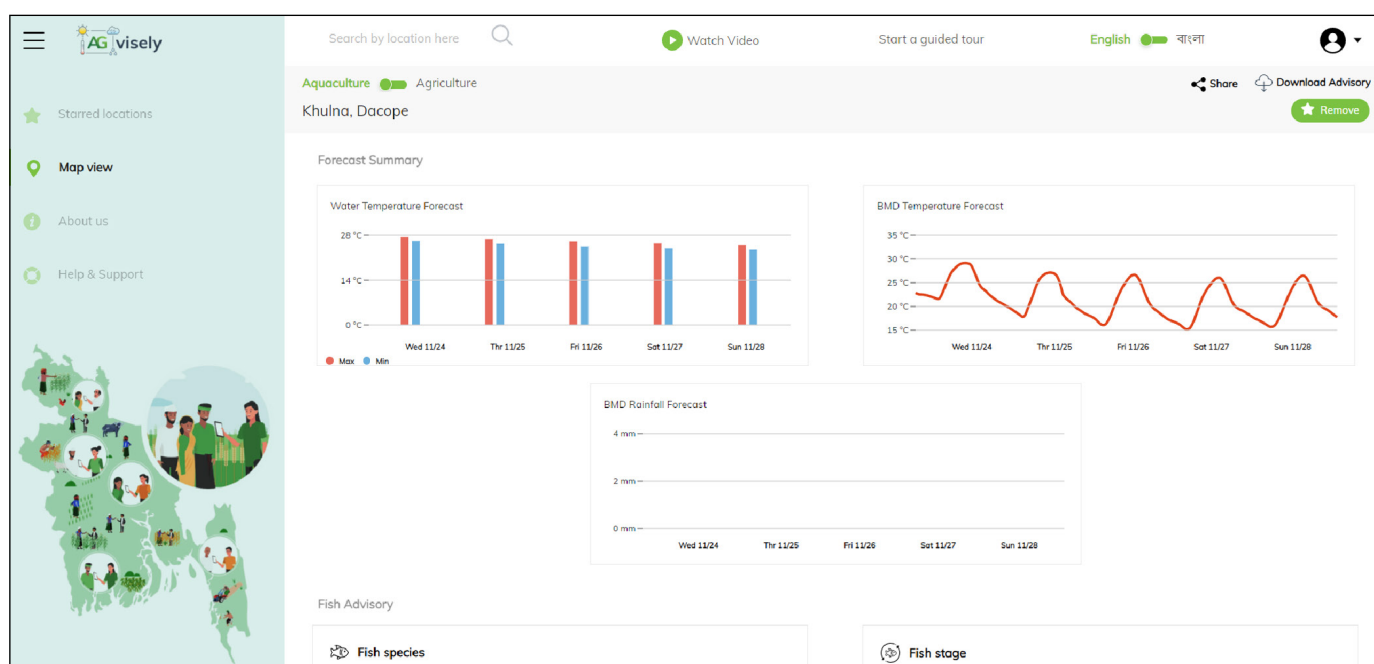 AG visely
Search by location here
Watch Video
Start a guided tour
English বাংলা
Aquaculture Agriculture
Share
Download Advisory
Khulna, Dacope
Remove
Starred locations
Map view
About us
Help & Support
Forecast Summary
Water Temperature Forecast
28 °C
14 °C
0 °C
Wed 11/24 Thr 11/25 Fri 11/26 Sat 11/27 Sun 11/28
Max Min
BMD Temperature Forecast
35 °C
30 °C
25 °C
20 °C
15 °C
Wed 11/24 Thr 11/25 Fri 11/26 Sat 11/27 Sun 11/28
BMD Rainfall Forecast
4 mm
2 mm
0 mm
Wed 11/24 Thr 11/25 Fri 11/26 Sat 11/27 Sun 11/28
Fish Advisory
Fish species
Fish stage